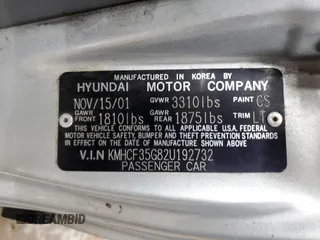 MANUFACTURED IN KOREA BY
HYUNDAI MOTOR COMPANY
NOV/15/01 GVWR 3310lbs PAINT CS
GAWR FRONT 1810lbs GAWR REAR 1875lbs TRIM LT
THIS VEHICLE CONFORMS TO ALL APPLICABLE U.S.A. FEDERAL
MOTOR VEHICLE SAFETY BUMPER AND THEFT PREVENTION STANDARDS
IN EFFECT ON THE DATE OF MANUFACTURE SHOWN ABOVE.
V.I.N KMHCF35G82U192732
PASSENGER CAR